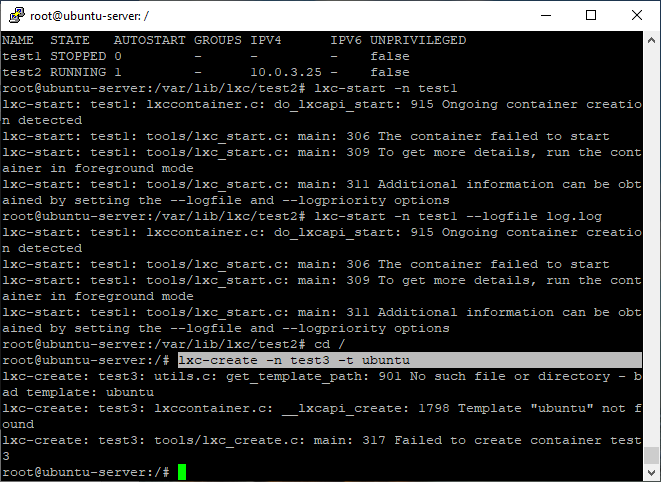 root@ubuntu-server: /
NAME  STATE   AUTOSTART GROUPS IPV4      IPV6 UNPRIVILEGED
test1 STOPPED 0         -      -         -    false
test2 RUNNING 1         -      10.0.3.25 -    false
root@ubuntu-server:/var/lib/lxc/test2# lxc-start -n test1
lxc-start: test1: lxccontainer.c: do_lxcapi_start: 915 Ongoing container creatio
n detected
lxc-start: test1: tools/lxc_start.c: main: 306 The container failed to start
lxc-start: test1: tools/lxc_start.c: main: 309 To get more details, run the cont
ainer in foreground mode
lxc-start: test1: tools/lxc_start.c: main: 311 Additional information can be obt
ained by setting the --logfile and --logpriority options
root@ubuntu-server:/var/lib/lxc/test2# lxc-start -n test1 --logfile log.log
lxc-start: test1: lxccontainer.c: do_lxcapi_start: 915 Ongoing container creatio
n detected
lxc-start: test1: tools/lxc_start.c: main: 306 The container failed to start
lxc-start: test1: tools/lxc_start.c: main: 309 To get more details, run the cont
ainer in foreground mode
lxc-start: test1: tools/lxc_start.c: main: 311 Additional information can be obt
ained by setting the --logfile and --logpriority options
root@ubuntu-server:/var/lib/lxc/test2# cd /
root@ubuntu-server:/# lxc-create -n test3 -t ubuntu
lxc-create: test3: utils.c: get_template_path: 901 No such file or directory - b
ad template: ubuntu
lxc-create: test3: lxccontainer.c: __lxcapi_create: 1798 Template "ubuntu" not f
ound
lxc-create: test3: tools/lxc_create.c: main: 317 Failed to create container test
3
root@ubuntu-server:/#